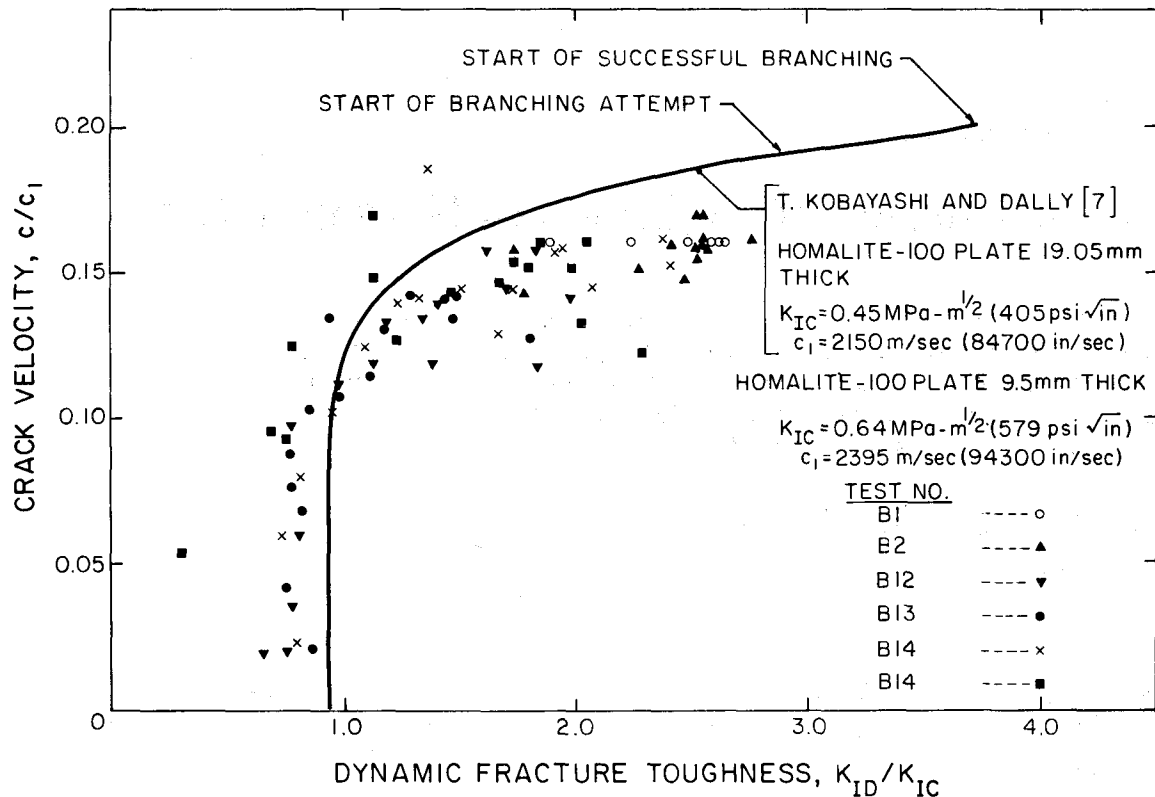 START OF SUCCESSFUL BRANCHING
START OF BRANCHING ATTEMPT
T. KOBAYASHI AND DALLY [7]
HOMALITE-100 PLATE 19.05mm
THICK
K_IC = 0.45 MPa-m^1/2 (405 psi √in)
c_1 = 2150 m/sec (84700 in/sec)
HOMALITE-100 PLATE 9.5mm THICK
K_IC = 0.64 MPa-m^1/2 (579 psi √in)
c_1 = 2395 m/sec (94300 in/sec)
TEST NO.
B1
B2
B12
B13
B14
B14
CRACK VELOCITY, c/c_1
0.20
0.15
0.10
0.05
0
1.0
2.0
3.0
4.0
DYNAMIC FRACTURE TOUGHNESS, K_ID/K_IC